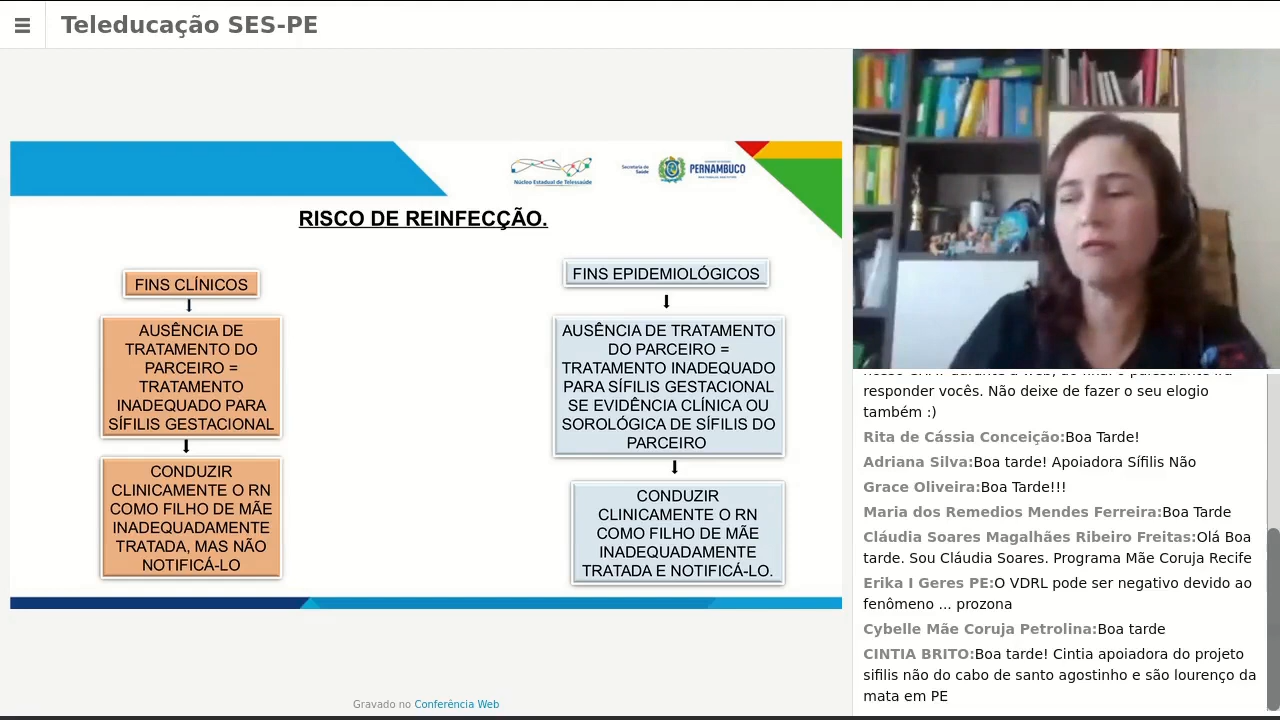 Teleducação SES-PE
Núcleo Estadual de Telessaúde
Secretaria de
Saúde
PERNAMBUCO
RISCO DE REINFECÇÃO.
FINS CLÍNICOS
AUSÊNCIA DE
TRATAMENTO DO
PARCEIRO =
TRATAMENTO
INADEQUADO PARA
SÍFILIS GESTACIONAL
CONDUZIR
CLINICAMENTE O RN
COMO FILHO DE MÃE
INADEQUADAMENTE
TRATADA, MAS NÃO
NOTIFICÁ-LO
FINS EPIDEMIOLÓGICOS
AUSÊNCIA DE TRATAMENTO
DO PARCEIRO =
TRATAMENTO INADEQUADO
PARA SÍFILIS GESTACIONAL
SE EVIDÊNCIA CLÍNICA OU
SOROLÓGICA DE SÍFILIS DO
PARCEIRO
CONDUZIR
CLINICAMENTE O RN
COMO FILHO DE MÃE
INADEQUADAMENTE
TRATADA E NOTIFICÁ-LO.
Gravado no Conferência Web
responder vocês. Não deixe de fazer o seu elogio
também :)
Rita de Cássia Conceição:Boa Tarde!
Adriana Silva:Boa tarde! Apoiadora Sífilis Não
Grace Oliveira:Boa Tarde!!!
Maria dos Remedios Mendes Ferreira:Boa Tarde
Cláudia Soares Magalhães Ribeiro Freitas:Olá Boa
tarde. Sou Cláudia Soares. Programa Mãe Coruja Recife
Erika I Geres PE:O VDRL pode ser negativo devido ao
fenômeno ... prozona
Cybelle Mãe Coruja Petrolina:Boa tarde
CINTIA BRITO:Boa tarde! Cintia apoiadora do projeto
sifilis não do cabo de santo agostinho e são lourenço da
mata em PE